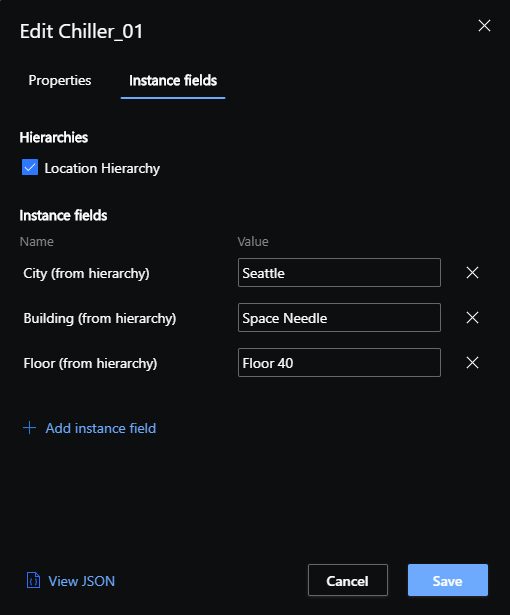 Edit Chiller_01
Properties Instance fields
Hierarchies
Location Hierarchy
Instance fields
Name Value
City (from hierarchy) Seattle
Building (from hierarchy) Space Needle
Floor (from hierarchy) Floor 40
Add instance field
View JSON Cancel Save